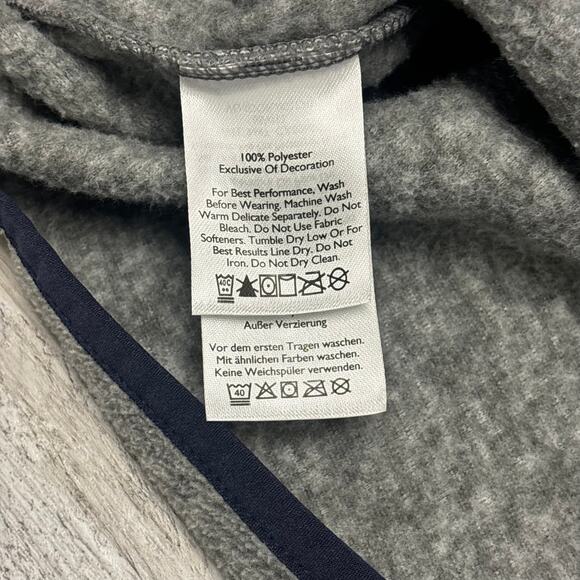 100% Polyester
Exclusive Of Decoration
For Best Performance, Wash
Before Wearing. Machine Wash
Warm Delicate Separately. Do Not
Bleach. Do Not Use Fabric
Softeners. Tumble Dry Low Or For
Best Results Line Dry. Do Not
Iron. Do Not Dry Clean.
40C
Außer Verzierung
Vor dem ersten Tragen waschen.
Mit ähnlichen Farben waschen.
Keine Weichspüler verwenden.
40